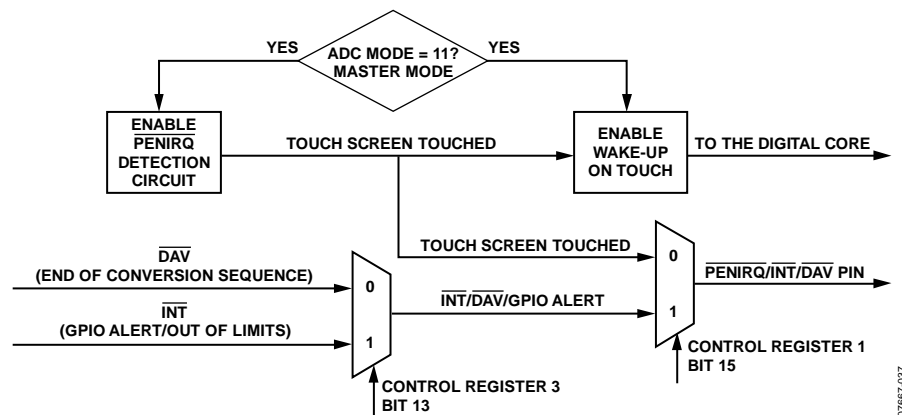 YES
ADC MODE = 11?
MASTER MODE
YES
ENABLE
PENIRQ
DETECTION
CIRCUIT
TOUCH SCREEN TOUCHED
ENABLE
WAKE-UP
ON TOUCH
TO THE DIGITAL CORE
TOUCH SCREEN TOUCHED
0
1
PENIRQ/INT/DAV PIN
DAV
(END OF CONVERSION SEQUENCE)
INT
(GPIO ALERT/OUT OF LIMITS)
0
1
INT/DAV/GPIO ALERT
CONTROL REGISTER 1
BIT 15
CONTROL REGISTER 3
BIT 13
07667-027